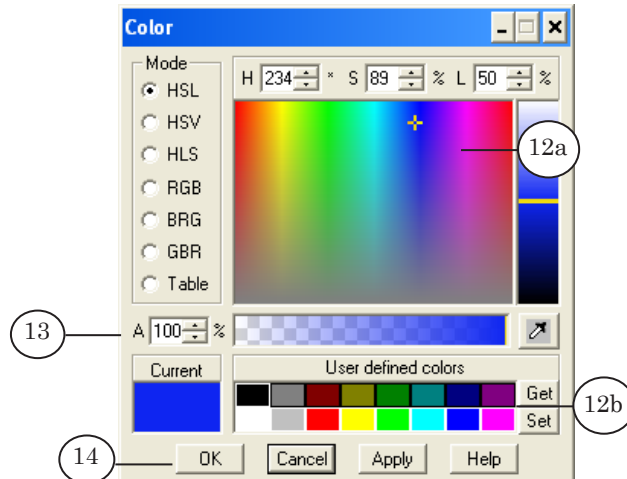 Color
Mode
HSL
HSV
HLS
RGB
BRG
GBR
Table
H 234 ° S 89 % L 50 %
12a
13
A 100 %
Current
User defined colors
Get
Set
12b
14
OK Cancel Apply Help